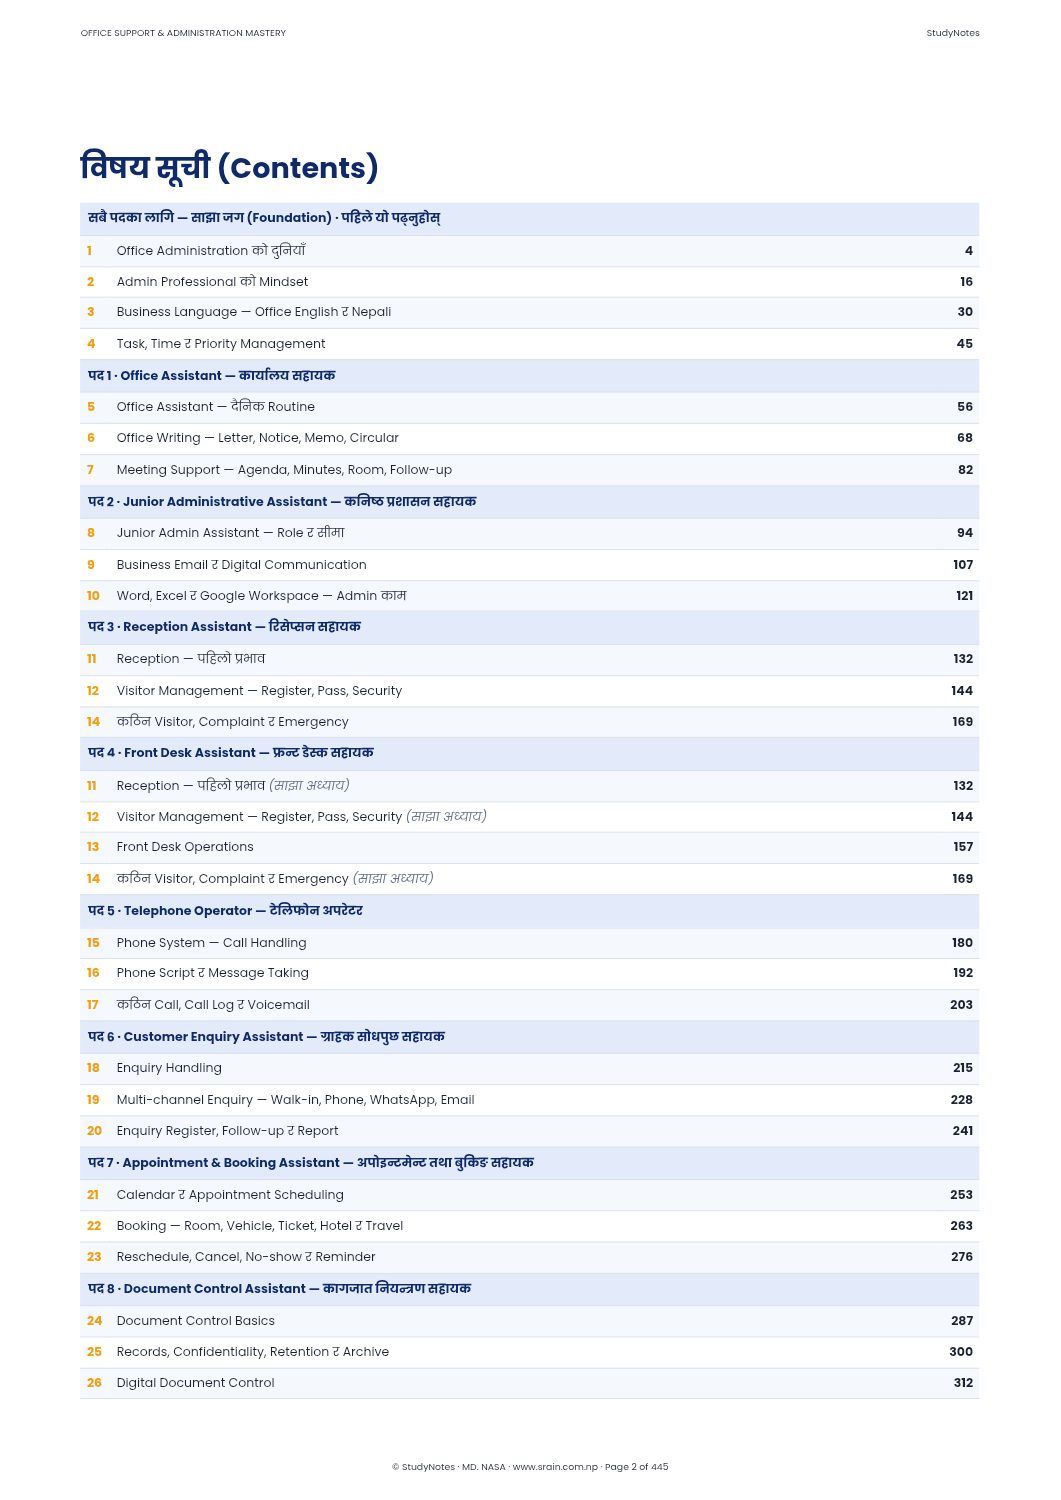 OFFICE SUPPORT & ADMINISTRATION MASTERY StudyNotes
विषय सूची (Contents)
सबै पदका लागि — साझा जग (Foundation) · पहिले यो पढ्नुहोस्
1 Office Administration को दुनियाँ 4
2 Admin Professional को Mindset 16
3 Business Language — Office English र Nepali 30
4 Task, Time र Priority Management 45
पद 1 · Office Assistant — कार्यालय सहायक
5 Office Assistant — दैनिक Routine 56
6 Office Writing — Letter, Notice, Memo, Circular 68
7 Meeting Support — Agenda, Minutes, Room, Follow-up 82
पद 2 · Junior Administrative Assistant — कनिष्ठ प्रशासन सहायक
8 Junior Admin Assistant — Role र सीमा 94
9 Business Email र Digital Communication 107
10 Word, Excel र Google Workspace — Admin काम 121
पद 3 · Reception Assistant — रिसेप्सन सहायक
11 Reception — पहिलो प्रभाव 132
12 Visitor Management — Register, Pass, Security 144
14 कठिन Visitor, Complaint र Emergency 169
पद 4 · Front Desk Assistant — फ्रन्ट डेस्क सहायक
11 Reception — पहिलो प्रभाव (साझा अध्याय) 132
12 Visitor Management — Register, Pass, Security (साझा अध्याय) 144
13 Front Desk Operations 157
14 कठिन Visitor, Complaint र Emergency (साझा अध्याय) 169
पद 5 · Telephone Operator — टेलिफोन अपरेटर
15 Phone System — Call Handling 180
16 Phone Script र Message Taking 192
17 कठिन Call, Call Log र Voicemail 203
पद 6 · Customer Enquiry Assistant — ग्राहक सोधपुछ सहायक
18 Enquiry Handling 215
19 Multi-channel Enquiry — Walk-in, Phone, WhatsApp, Email 228
20 Enquiry Register, Follow-up र Report 241
पद 7 · Appointment & Booking Assistant — अपोइन्टमेन्ट तथा बुकिङ सहायक
21 Calendar र Appointment Scheduling 253
22 Booking — Room, Vehicle, Ticket, Hotel र Travel 263
23 Reschedule, Cancel, No-show र Reminder 276
पद 8 · Document Control Assistant — कागजात नियन्त्रण सहायक
24 Document Control Basics 287
25 Records, Confidentiality, Retention र Archive 300
26 Digital Document Control 312
© StudyNotes · MD. NASA · www.srain.com.np · Page 2 of 445